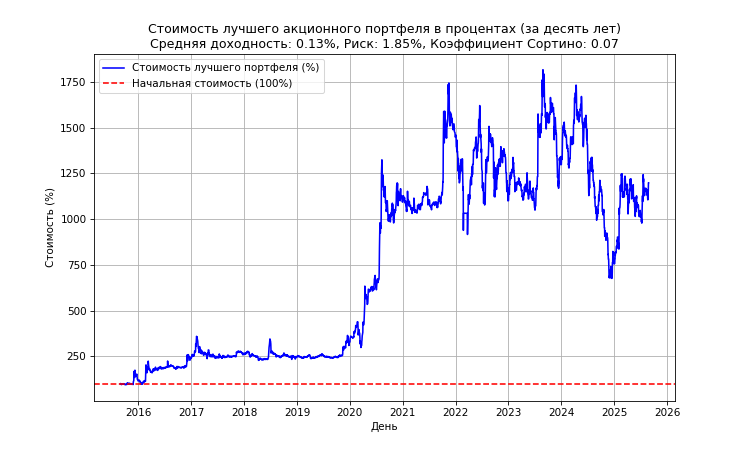 Стоимость лучшего акционного портфеля в процентах (за десять лет)
Средняя доходность: 0.13%, Риск: 1.85%, Коэффициент Сортино: 0.07
Стоимость лучшего портфеля (%)
Начальная стоимость (100%)
Стоимость (%)
1750
1500
1250
1000
750
500
250
2016 2017 2018 2019 2020 2021 2022 2023 2024 2025 2026
День